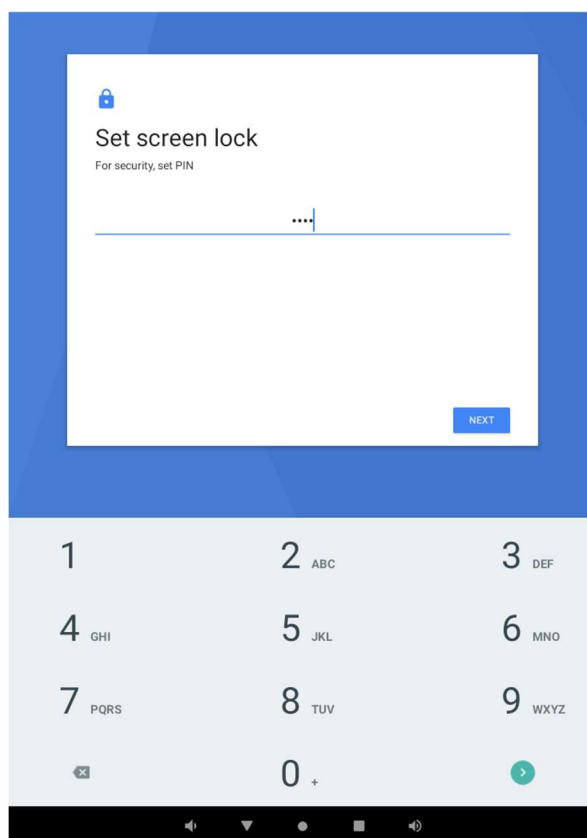 Set screen lock
For security, set PIN
••••
NEXT
1
2 ABC
3 DEF
4 GHI
5 JKL
6 MNO
7 PQRS
8 TUV
9 WXYZ
0 +